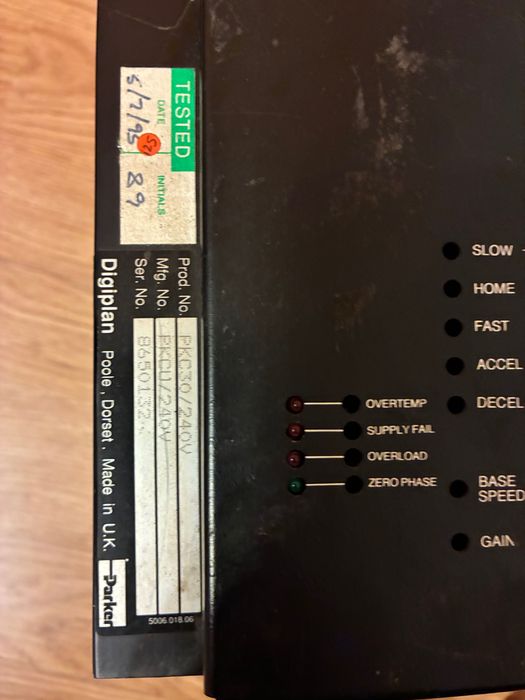 TESTED
DATE INITIALS
5/7/95 89
525
Prod. No. PKC30/240V
Mfg. No. PKCU/240V
Ser. No. 8650132
Digiplan Poole, Dorset. Made in U.K.
Parker
5006.018.06
SLOW
HOME
FAST
ACCEL
DECEL
OVERTEMP
SUPPLY FAIL
OVERLOAD
ZERO PHASE
BASE
SPEED
GAIN